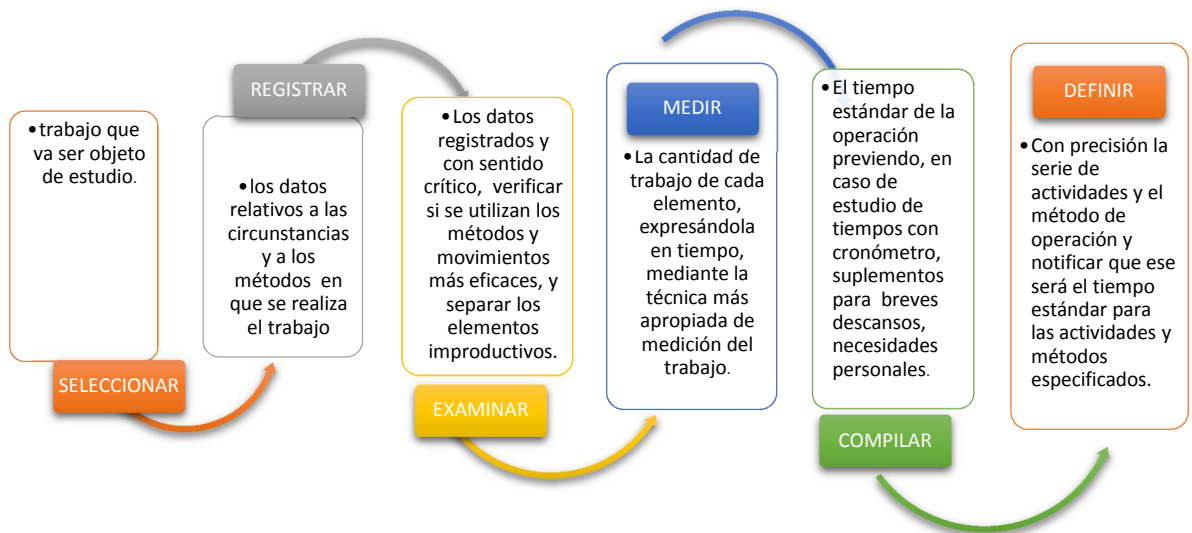 •trabajo que
va ser objeto
de estudio.
SELECCIONAR
REGISTRAR
•los datos
relativos a las
circunstancias
y a los
métodos en
que se realiza
el trabajo
•Los datos
registrados y
con sentido
crítico, verificar
si se utilizan los
métodos y
movimientos
más eficaces, y
separar los
elementos
improductivos.
EXAMINAR
MEDIR
•La cantidad de
trabajo de cada
elemento,
expresándola
en tiempo,
mediante la
técnica más
apropiada de
medición del
trabajo.
•El tiempo
estándar de la
operación
previendo, en
caso de
estudio de
tiempos con
cronómetro,
suplementos
para breves
descansos,
necesidades
personales.
COMPILAR
DEFINIR
•Con precisión la
serie de
actividades y el
método de
operación y
notificar que ese
será el tiempo
estándar para
las actividades y
métodos
especificados.